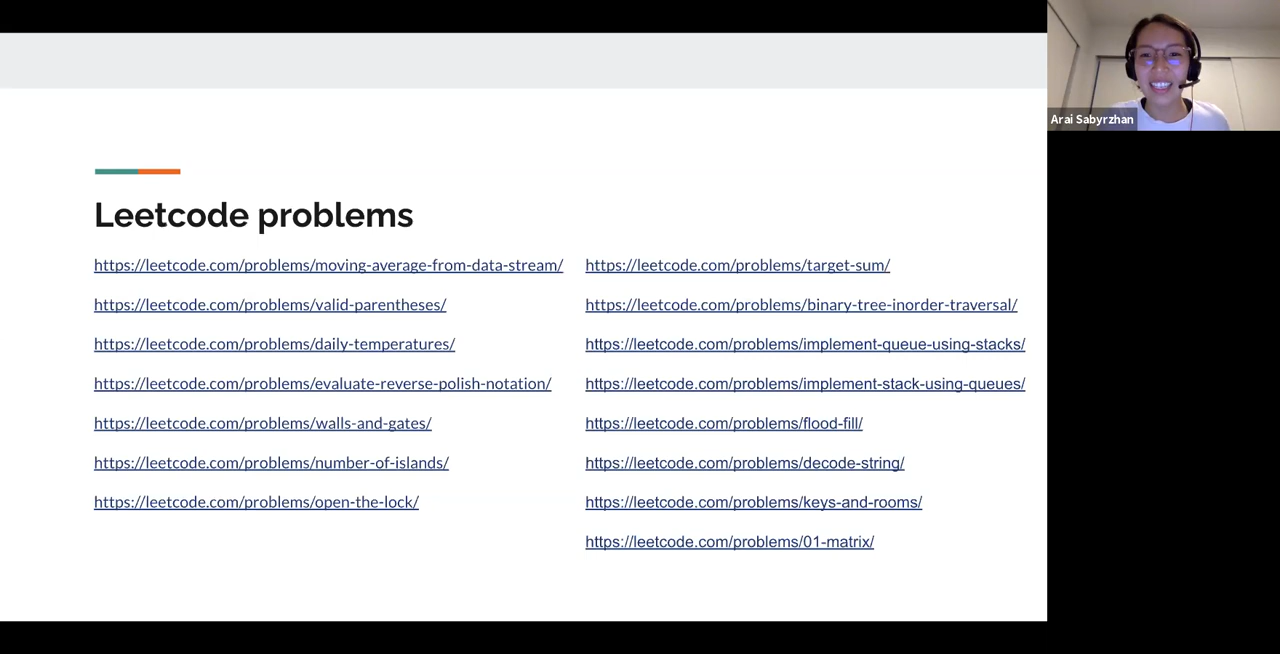 Arai Sabyrzhan
Leetcode problems
https://leetcode.com/problems/moving-average-from-data-stream/
https://leetcode.com/problems/valid-parentheses/
https://leetcode.com/problems/daily-temperatures/
https://leetcode.com/problems/evaluate-reverse-polish-notation/
https://leetcode.com/problems/walls-and-gates/
https://leetcode.com/problems/number-of-islands/
https://leetcode.com/problems/open-the-lock/
https://leetcode.com/problems/target-sum/
https://leetcode.com/problems/binary-tree-inorder-traversal/
https://leetcode.com/problems/implement-queue-using-stacks/
https://leetcode.com/problems/implement-stack-using-queues/
https://leetcode.com/problems/flood-fill/
https://leetcode.com/problems/decode-string/
https://leetcode.com/problems/keys-and-rooms/
https://leetcode.com/problems/01-matrix/